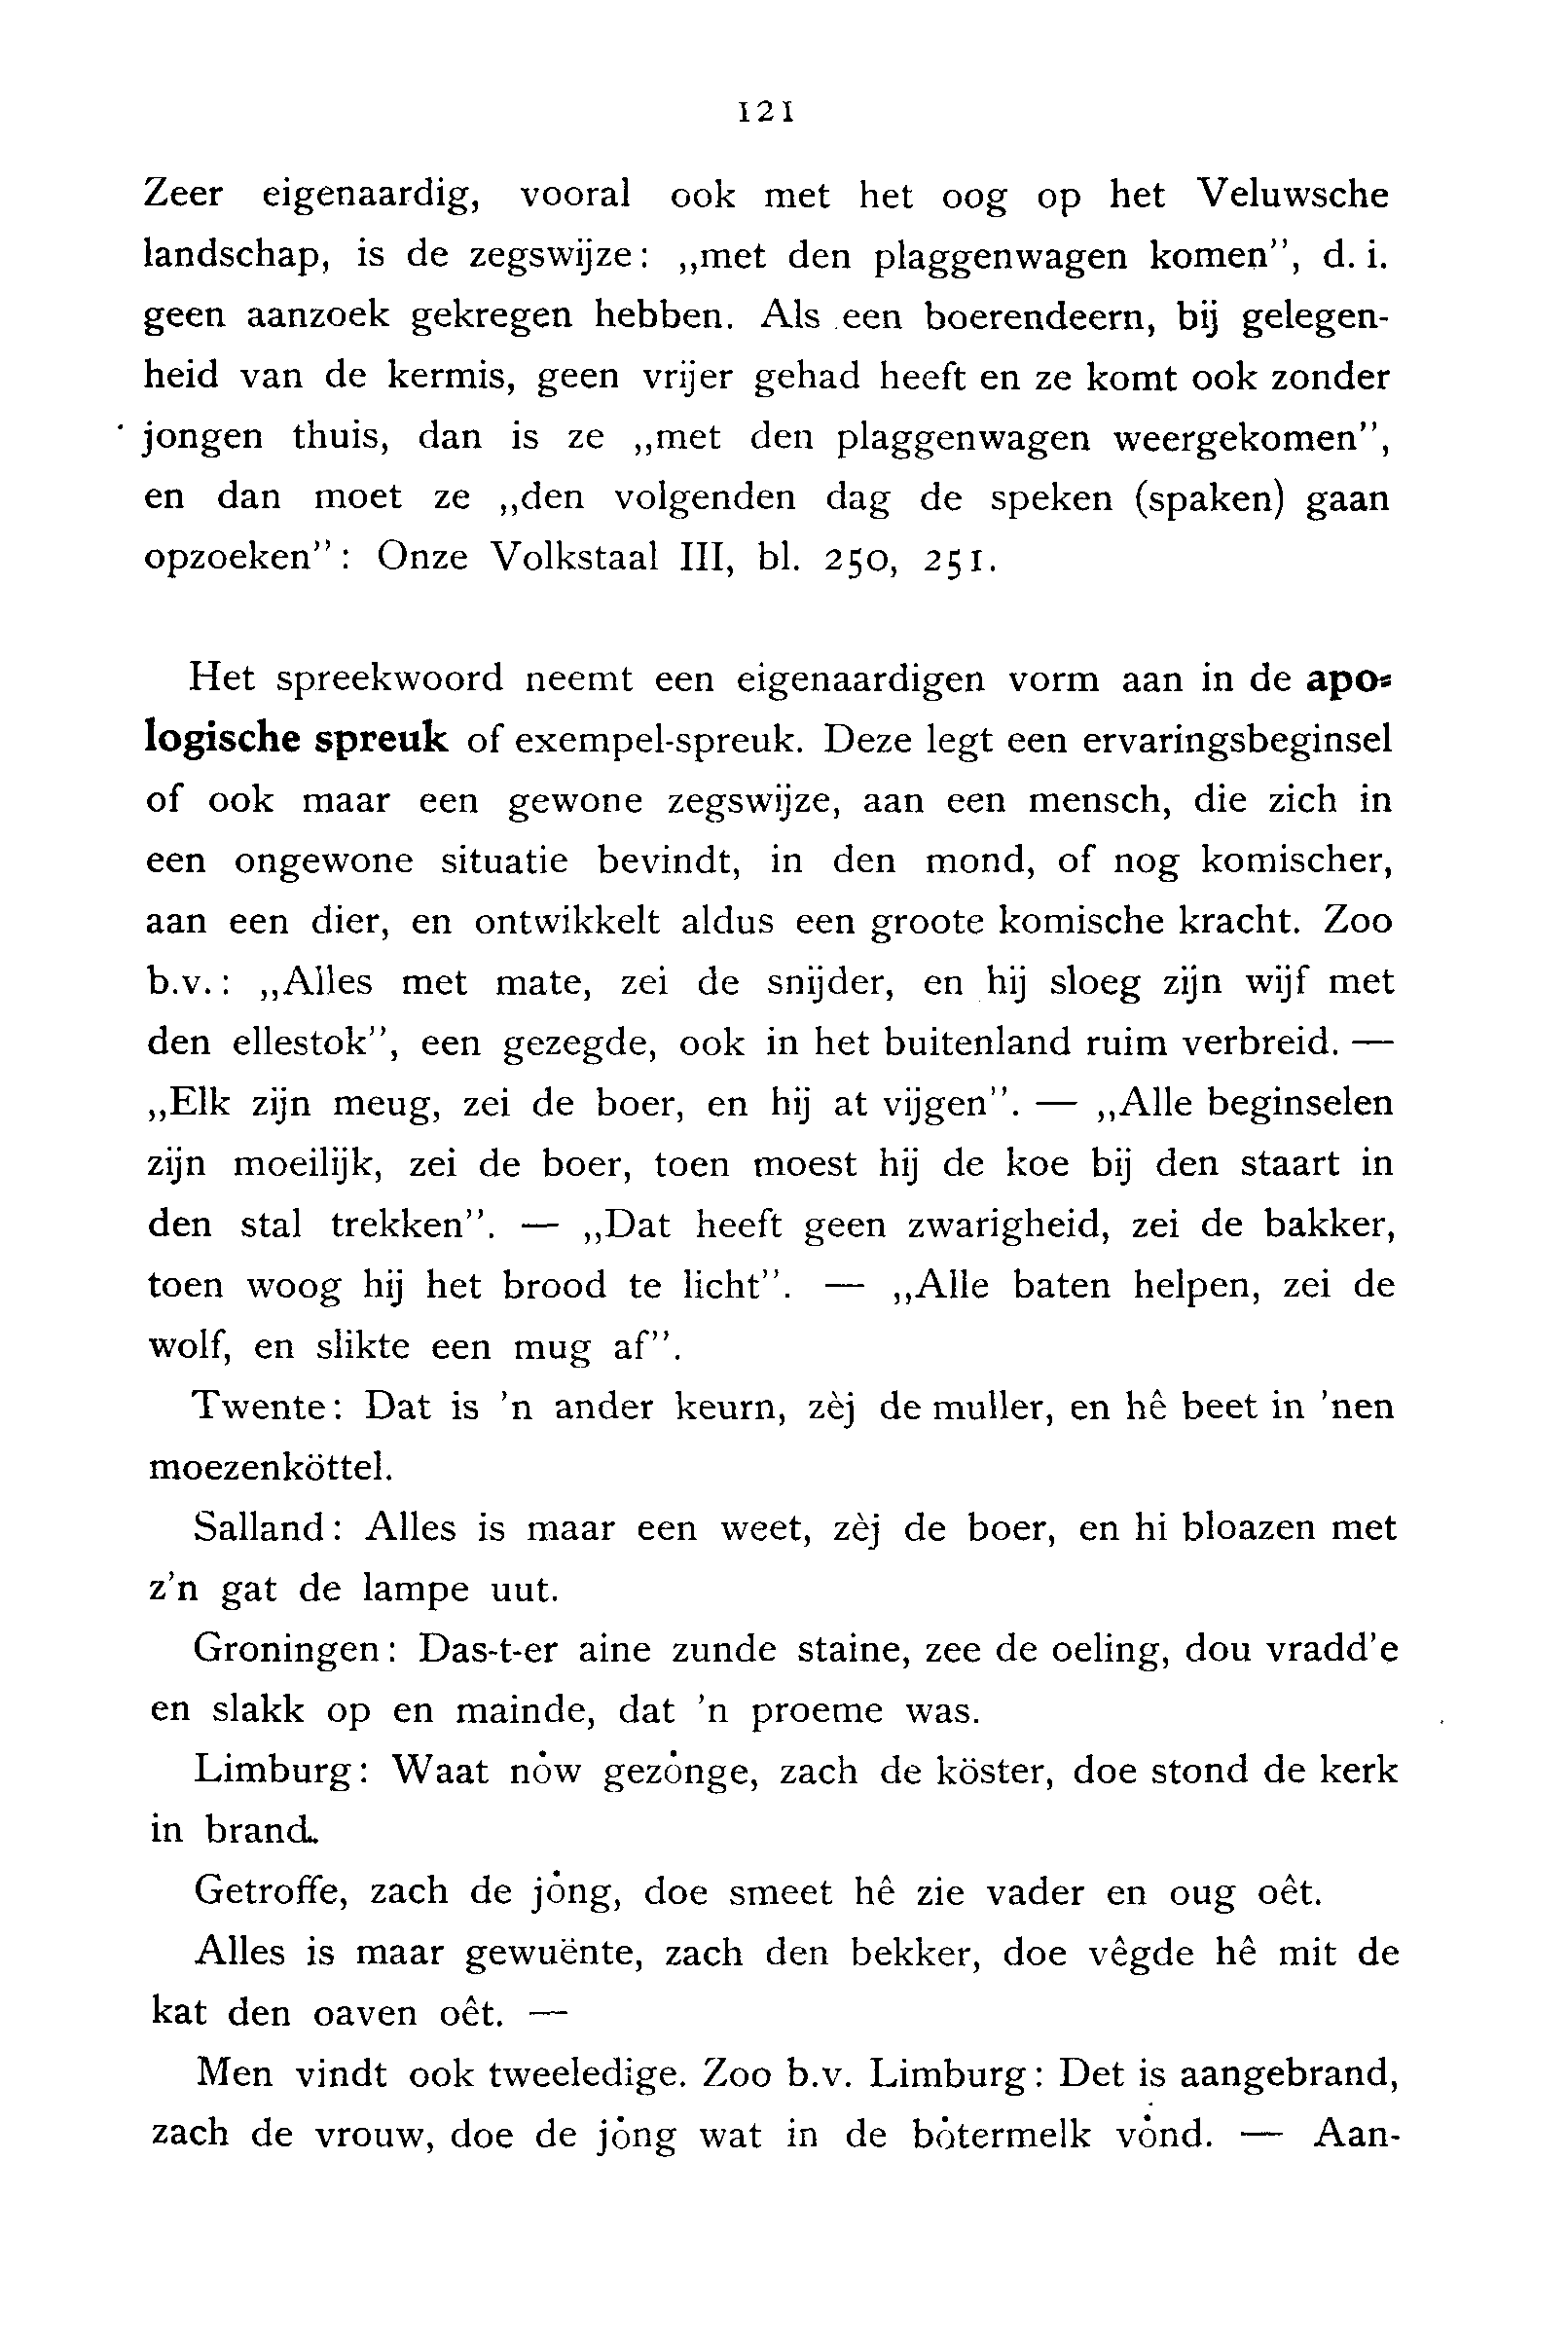 121
Zeer eigenaardig, vooral ook met het oog op het Veluwsche
landschap, is de zegswijze: „met den plaggenwagen komen”, d. i.
geen aanzoek gekregen hebben. Als een boerendeern, bij gelegen-
heid van de kermis, geen vrijer gehad heeft en ze komt ook zonder
jongen thuis, dan is ze „met den plaggenwagen weergekomen”,
en dan moet ze „den volgenden dag de speken (spaken) gaan
opzoeken”: Onze Volkstaal III, bl. 250, 251.
Het spreekwoord neemt een eigenaardigen vorm aan in de apo-
logische spreuk of exempel-spreuk. Deze legt een ervaringsbeginsel
of ook maar een gewone zegswijze, aan een mensch, die zich in
een ongewone situatie bevindt, in den mond, of nog komischer,
aan een dier, en ontwikkelt aldus een groote komische kracht. Zoo
b.v.: „Alles met mate, zei de snijder, en hij sloeg zijn wijf met
den ellestok”, een gezegde, ook in het buitenland ruim verbreid. —
„Elk zijn meug, zei de boer, en hij at vijgen”. — „Alle beginselen
zijn moeilijk, zei de boer, toen moest hij de koe bij den staart in
den stal trekken”. — „Dat heeft geen zwarigheid, zei de bakker,
toen woog hij het brood te licht”. — „Alle baten helpen, zei de
wolf, en slikte een mug af”.
Twente: Dat is ’n ander keurn, zèj de muller, en hê beet in ’nen
moezenköttel.
Salland: Alles is maar een weet, zèj de boer, en hi bloazen met
z’n gat de lampe uut.
Groningen: Das-t-er aine zunde staine, zee de oeling, dou vradd’e
en slakk op en mainde, dat ’n proeme was.
Limburg: Waat nȯw gezȯnge, zach de köster, doe stond de kerk
in brand.
Getroffe, zach de jȯng, doe smeet hê zie vader en oug oêt.
Alles is maar gewuënte, zach den bekker, doe vêgde hê mit de
kat den oaven oêt. —
Men vindt ook tweeledige. Zoo b.v. Limburg: Det is aangebrand,
zach de vrouw, doe de jȯng wat in de bȯtermelk vȯnd. — Aan-